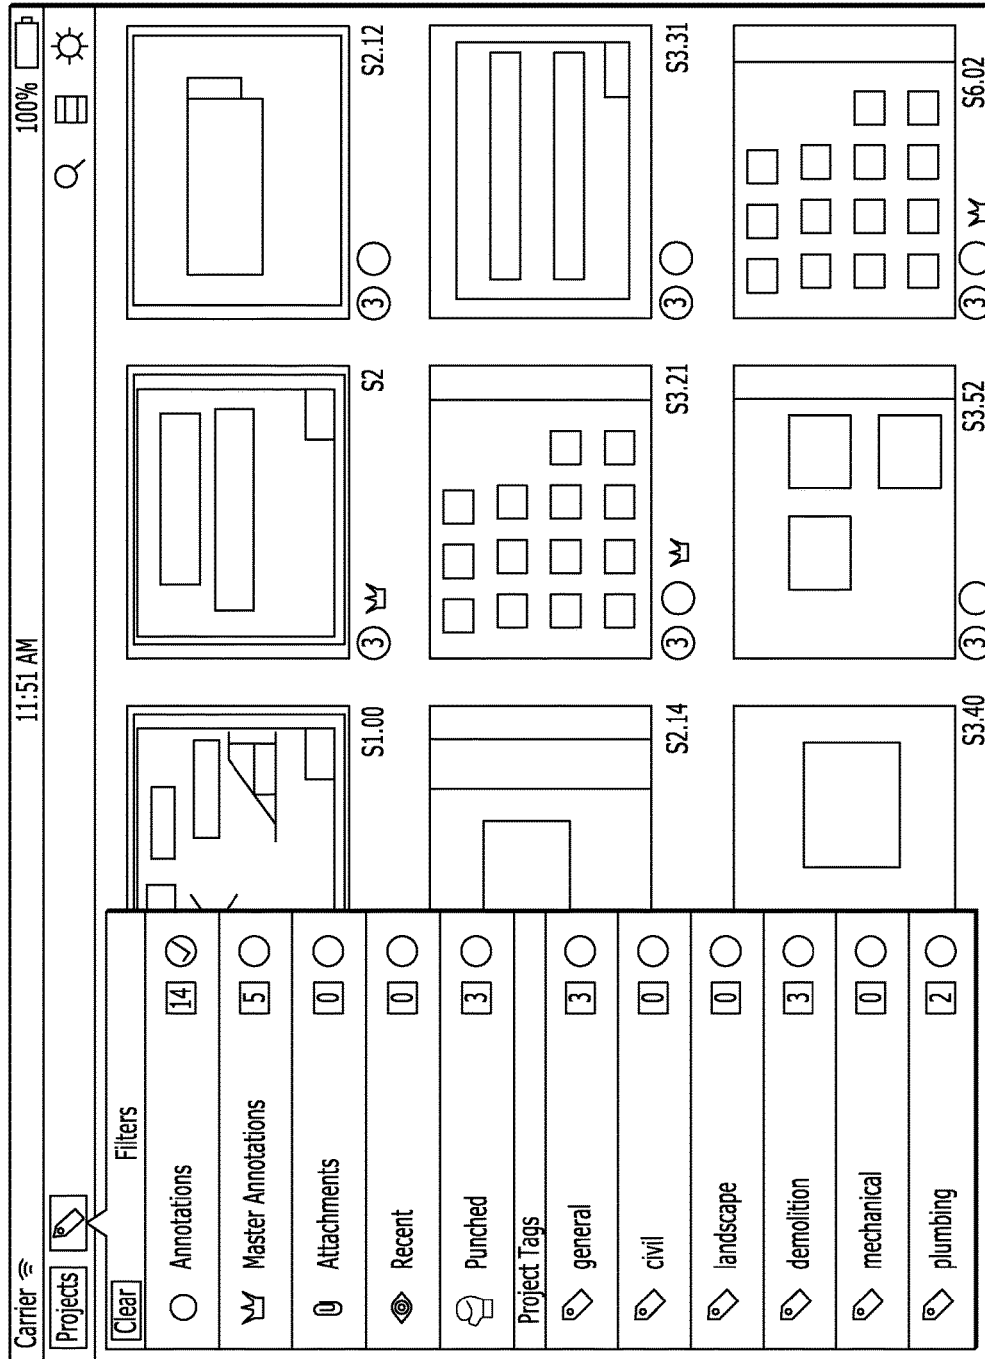 Carrier 11:51 AM 100%
Projects
Clear Filters
Annotations 14
Master Annotations 5
Attachments 0
Recent 0
Punched 3
Project Tags
general 3
civil 0
landscape 0
demolition 3
mechanical 0
plumbing 2
S1.00 S2 S2.12
3 3
S2.14 S3.21 S3.31
3 3
S3.40 S3.52 S6.02
3 3